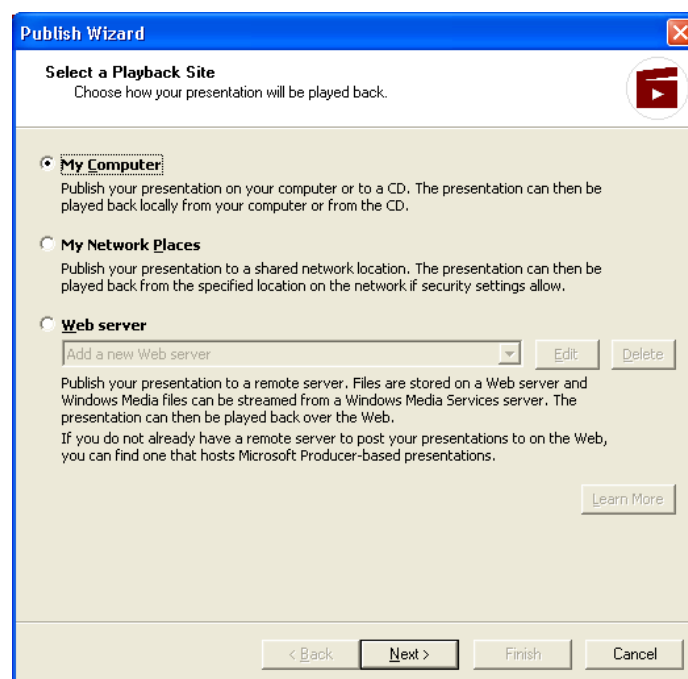 Publish Wizard
Select a Playback Site
Choose how your presentation will be played back.
My Computer
Publish your presentation on your computer or to a CD. The presentation can then be
played back locally from your computer or from the CD.
My Network Places
Publish your presentation to a shared network location. The presentation can then be
played back from the specified location on the network if security settings allow.
Web server
Add a new Web server
Edit
Delete
Publish your presentation to a remote server. Files are stored on a Web server and
Windows Media files can be streamed from a Windows Media Services server. The
presentation can then be played back over the Web.
If you do not already have a remote server to post your presentations to on the Web,
you can find one that hosts Microsoft Producer-based presentations.
Learn More
< Back
Next >
Finish
Cancel